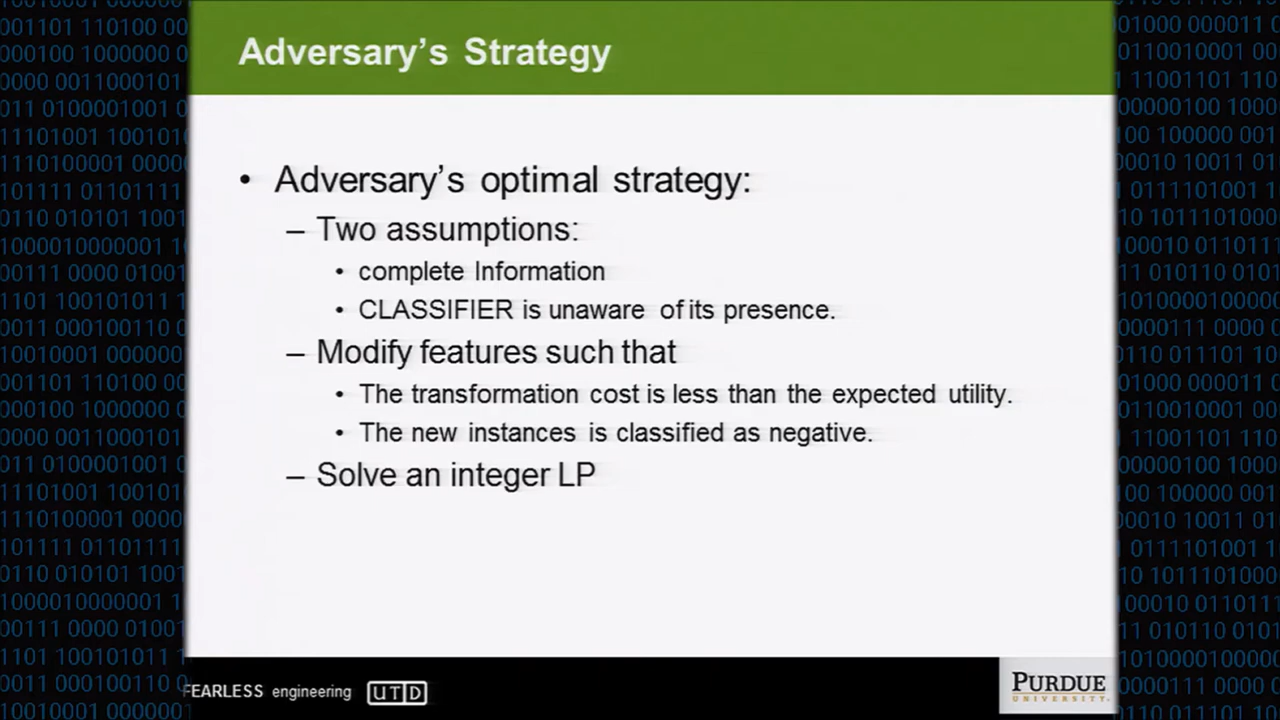 Adversary's Strategy
• Adversary's optimal strategy:
– Two assumptions:
• complete Information
• CLASSIFIER is unaware of its presence.
– Modify features such that
• The transformation cost is less than the expected utility.
• The new instances is classified as negative.
– Solve an integer LP
FEARLESS engineering UTD
PURDUE
UNIVERSITY